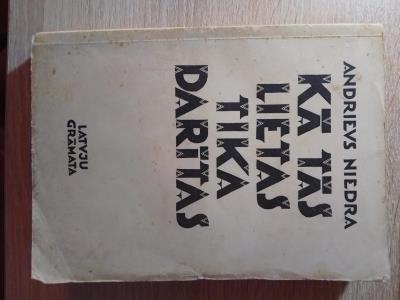 ANDRIEVS NIEDRA
KĀ TĀS
LIETAS
TIKA
DARĪTAS
LATVJU
GRĀMATA